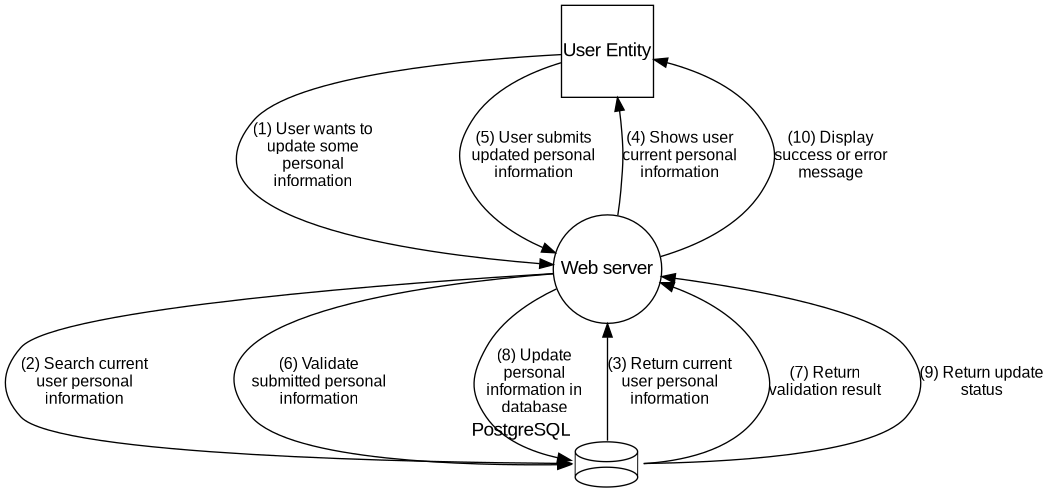 User Entity
(1) User wants to
update some
personal
information
(5) User submits
updated personal
information
(4) Shows user
current personal
information
(10) Display
success or error
message
Web server
(2) Search current
user personal
information
(6) Validate
submitted personal
information
(8) Update
personal
information in
database
(3) Return current
user personal
information
(7) Return
validation result
(9) Return update
status
PostgreSQL